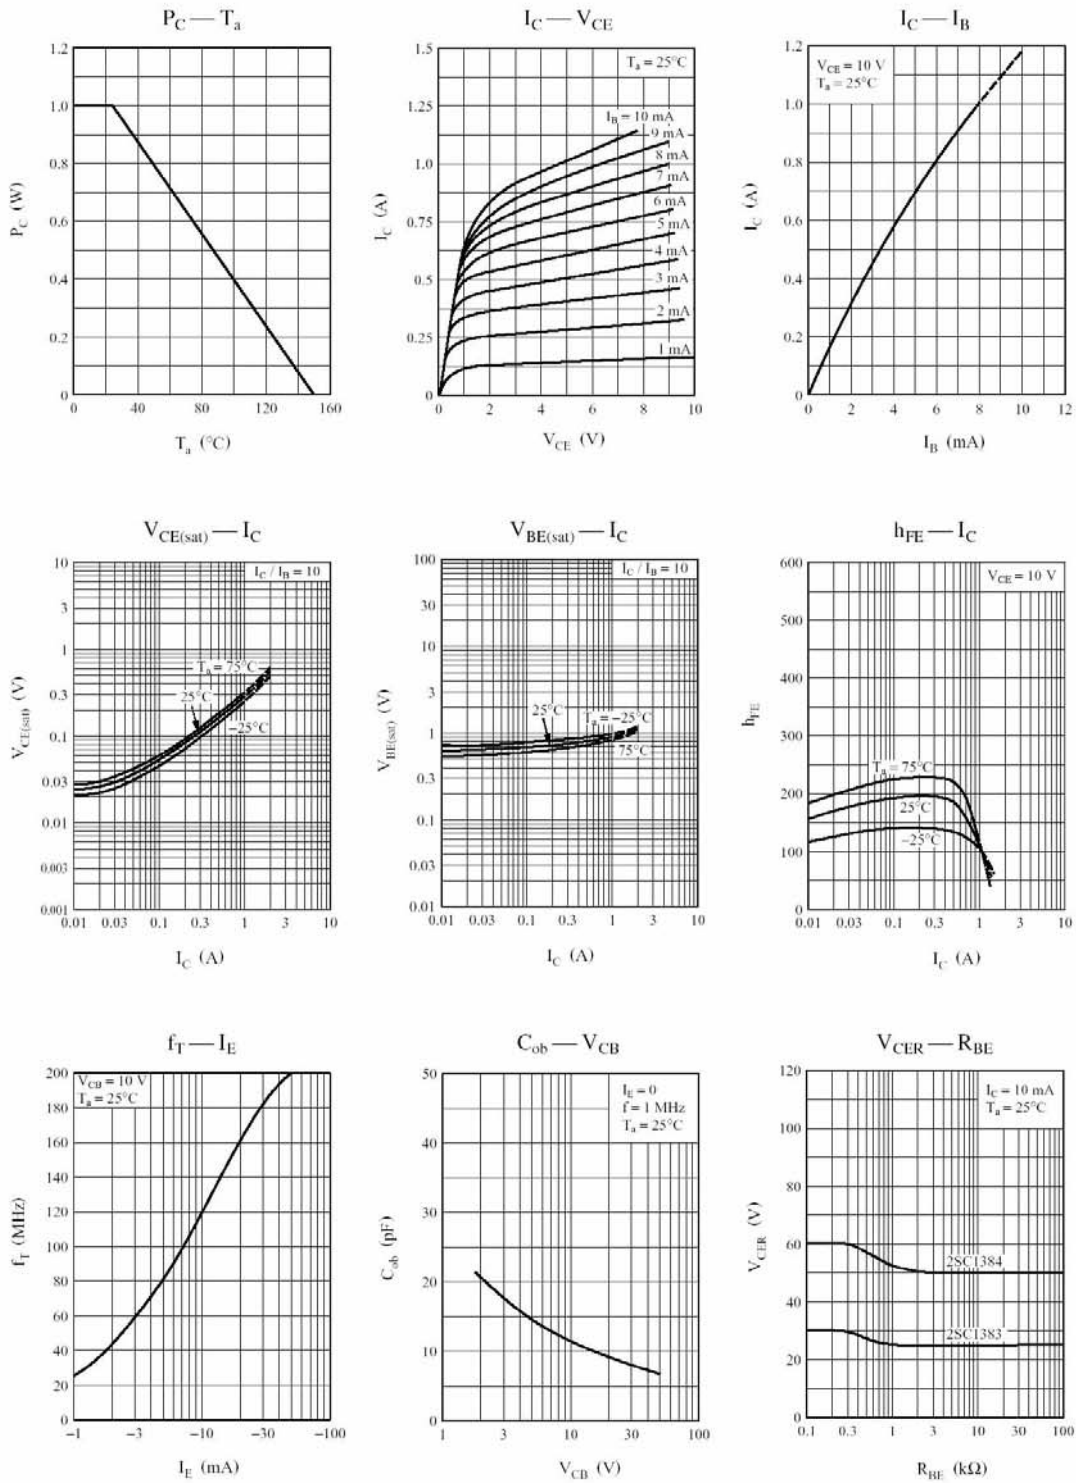 P_C — T_a
1.2
1.0
0.8
0.6
0.4
0.2
0
P_C (W)
0 40 80 120 160
T_a (°C)
I_C — V_CE
1.5
1.25
1.0
0.75
0.5
0.25
0
I_C (A)
T_a = 25°C
I_B = 10 mA
9 mA
8 mA
7 mA
6 mA
5 mA
4 mA
3 mA
2 mA
1 mA
0 2 4 6 8 10
V_CE (V)
I_C — I_B
1.2
1.0
0.8
0.6
0.4
0.2
0
I_C (A)
V_CE = 10 V
T_a = 25°C
0 2 4 6 8 10 12
I_B (mA)
V_CE(sat) — I_C
10
3
1
0.3
0.1
0.03
0.01
0.003
0.001
V_CE(sat) (V)
I_C / I_B = 10
T_a = 75°C
25°C
–25°C
0.01 0.03 0.1 0.3 1 3 10
I_C (A)
V_BE(sat) — I_C
100
30
10
3
1
0.3
0.1
0.03
0.01
V_BE(sat) (V)
I_C / I_B = 10
25°C
T_a = –25°C
75°C
0.01 0.03 0.1 0.3 1 3 10
I_C (A)
h_FE — I_C
600
500
400
300
200
100
0
h_FE
V_CE = 10 V
T_a = 75°C
25°C
–25°C
0.01 0.03 0.1 0.3 1 3 10
I_C (A)
f_T — I_E
200
180
160
140
120
100
80
60
40
20
0
f_T (MHz)
V_CB = 10 V
T_a = 25°C
–1 –3 –10 –30 –100
I_E (mA)
C_ob — V_CB
50
40
30
20
10
0
C_ob (pF)
I_E = 0
f = 1 MHz
T_a = 25°C
1 3 10 30 100
V_CB (V)
V_CER — R_BE
120
100
80
60
40
20
0
V_CER (V)
I_C = 10 mA
T_a = 25°C
2SC1384
2SC1383
0.1 0.3 1 3 10 30 100
R_BE (kΩ)